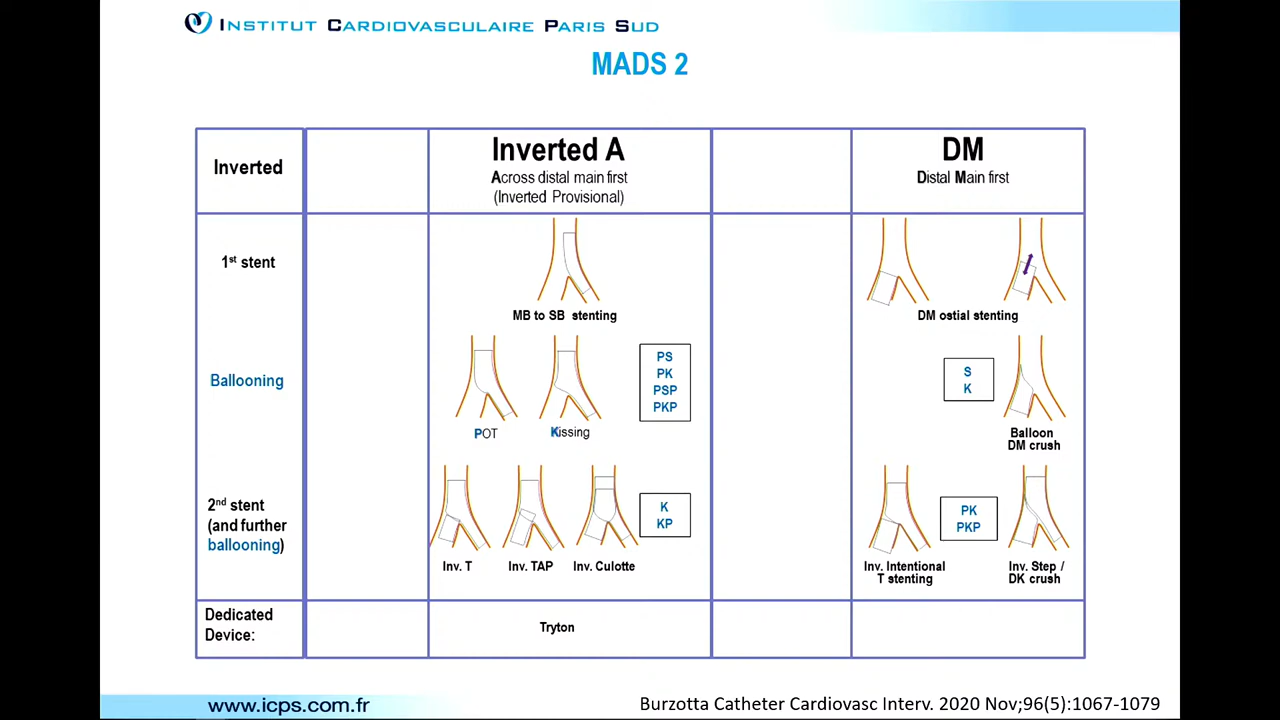 INSTITUT CARDIOVASCULAIRE PARIS SUD
MADS 2
Inverted
Inverted A
Across distal main first
(Inverted Provisional)
DM
Distal Main first
1st stent
MB to SB stenting
DM ostial stenting
Ballooning
POT
Kissing
PS
PK
PSP
PKP
S
K
Balloon
DM crush
2nd stent
(and further
ballooning)
Inv. T
Inv. TAP
Inv. Culotte
K
KP
Inv. Intentional
T stenting
PK
PKP
Inv. Step /
DK crush
Dedicated
Device:
Tryton
www.icps.com.fr
Burzotta Catheter Cardiovasc Interv. 2020 Nov;96(5):1067-1079